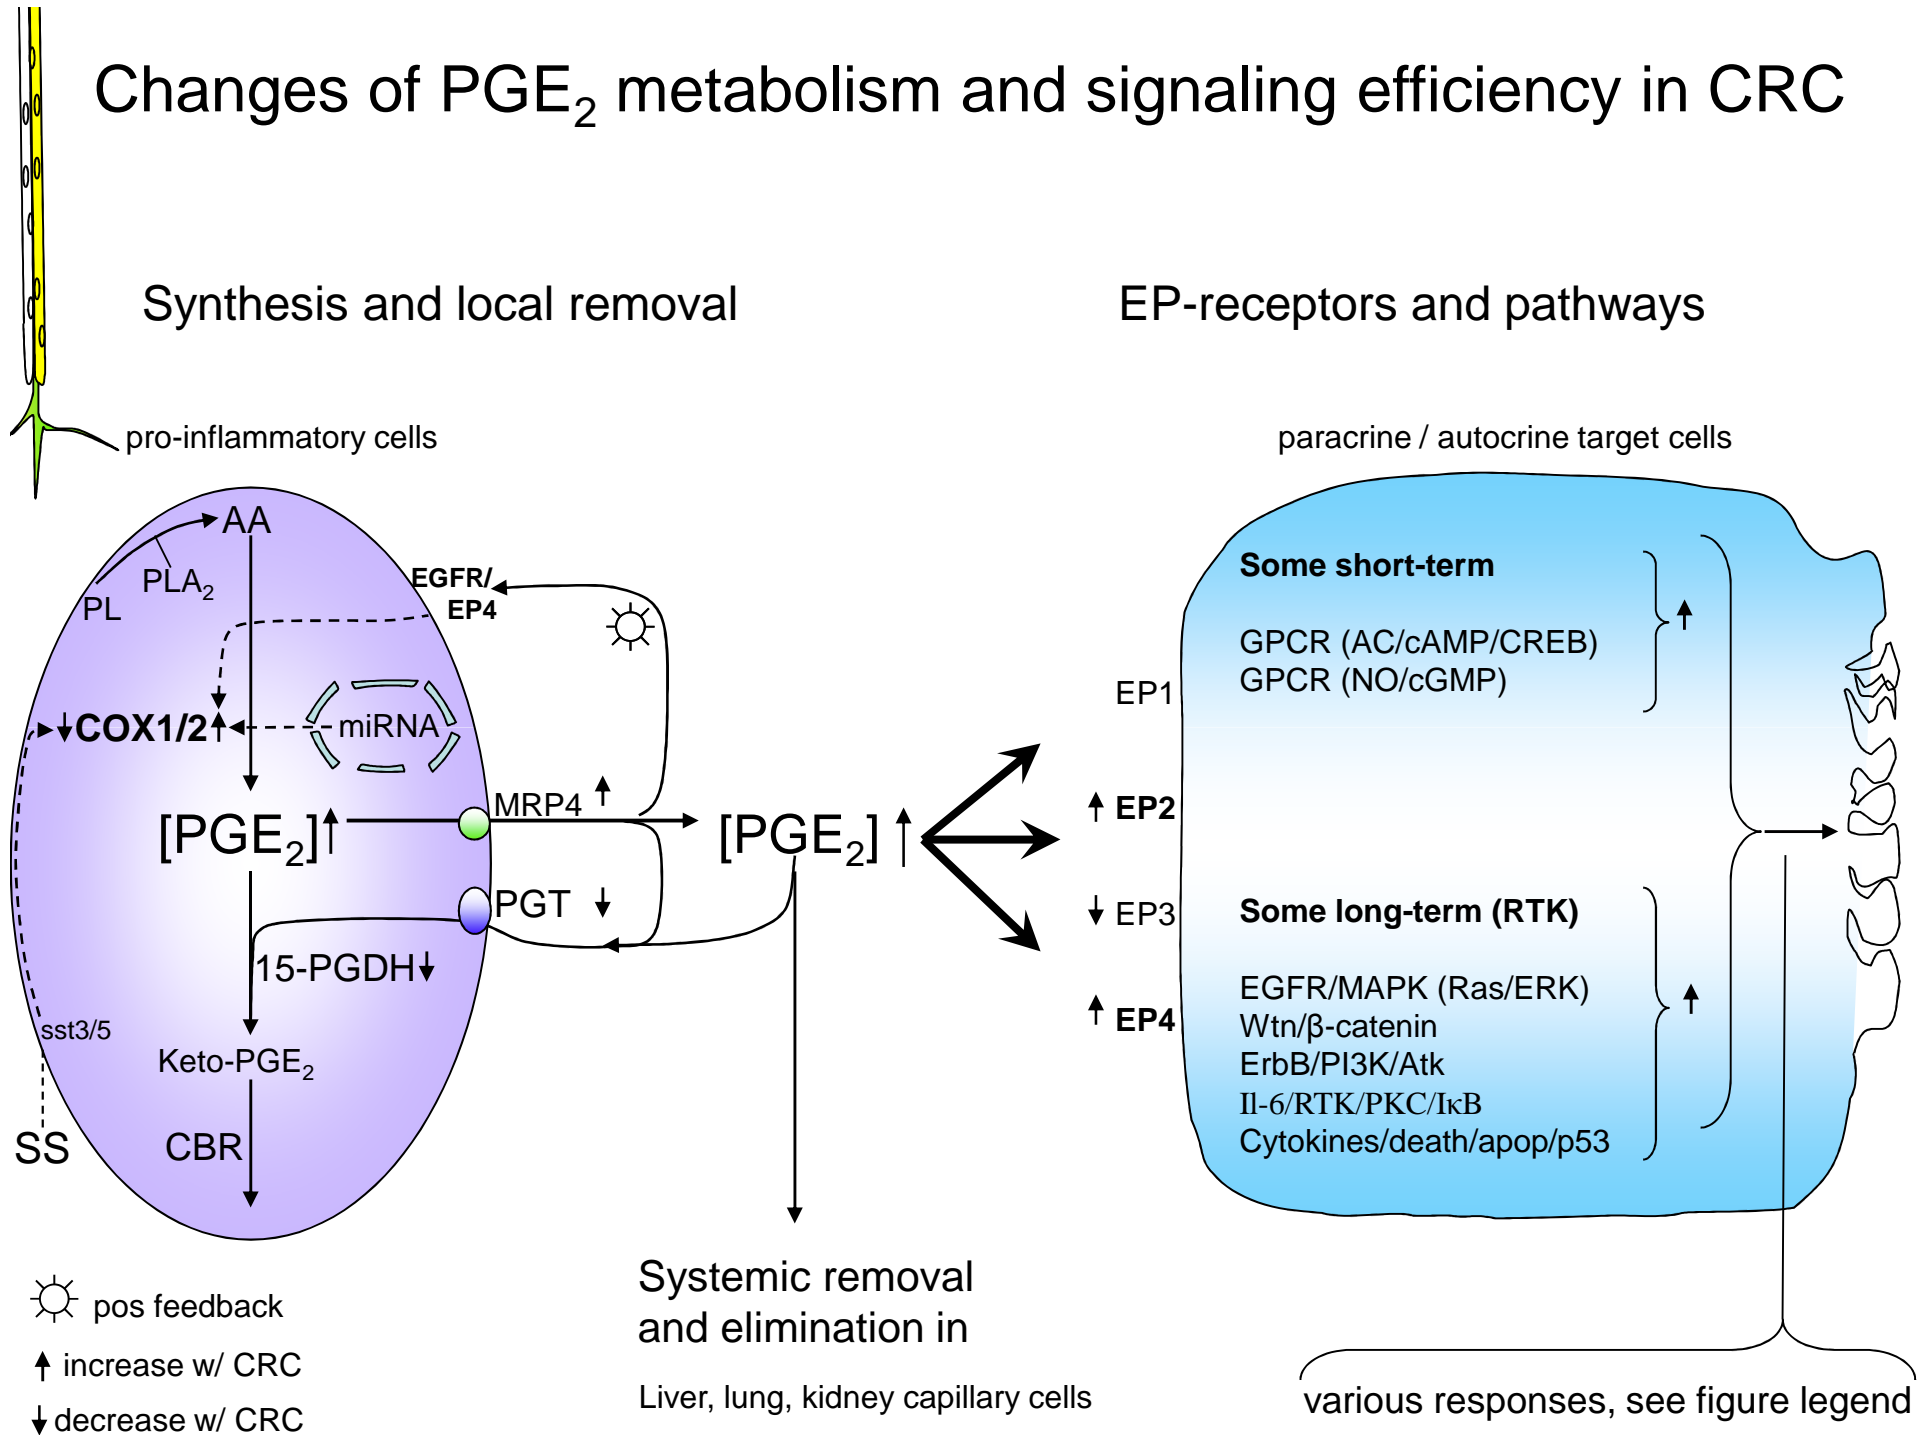 Changes of PGE2 metabolism and signaling efficiency in CRC
Synthesis and local removal
EP-receptors and pathways
pro-inflammatory cells
paracrine / autocrine target cells
AA
PLA2
PL
EGFR/
EP4
COX1/2
miRNA
MRP4
[PGE2]
[PGE2]
PGT
15-PGDH
sst3/5
Keto-PGE2
SS
CBR
EP1
EP2
EP3
EP4
Some short-term
GPCR (AC/cAMP/CREB)
GPCR (NO/cGMP)
Some long-term (RTK)
EGFR/MAPK (Ras/ERK)
Wtn/β-catenin
ErbB/PI3K/Atk
Il-6/RTK/PKC/IκB
Cytokines/death/apop/p53
pos feedback
increase w/ CRC
decrease w/ CRC
Systemic removal
and elimination in
Liver, lung, kidney capillary cells
various responses, see figure legend